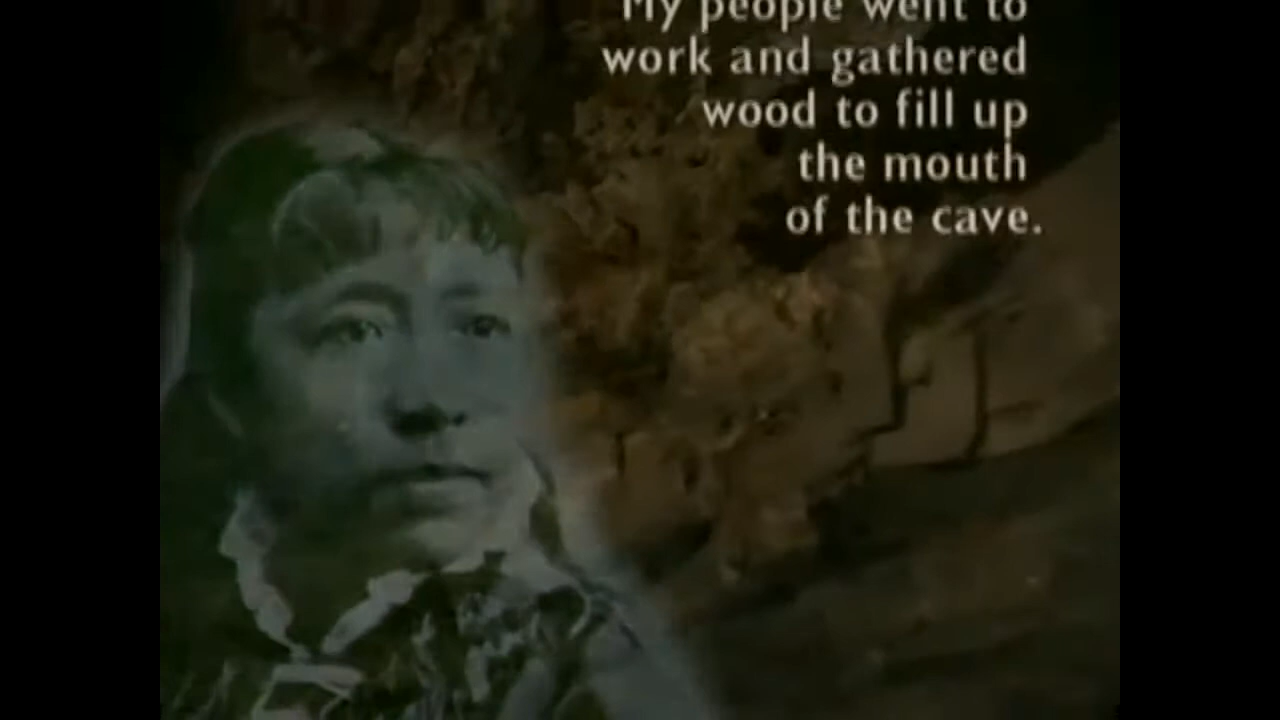 My people went to
work and gathered
wood to fill up
the mouth
of the cave.